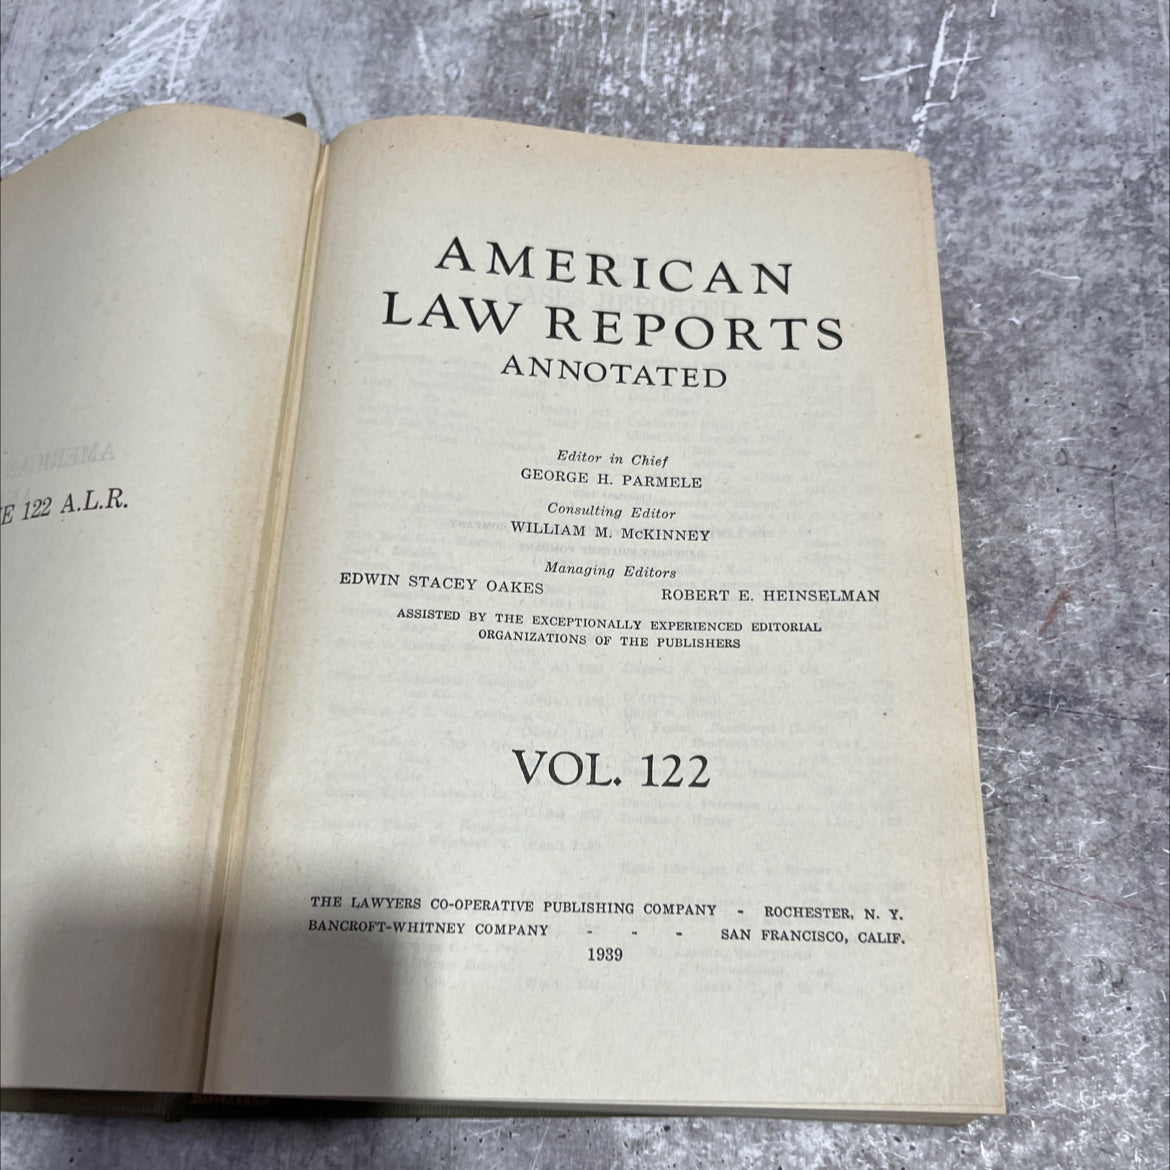 E 122 A.L.R.
AMERICAN
LAW REPORTS
ANNOTATED
Editor in Chief
GEORGE H. PARMELE
Consulting Editor
WILLIAM M. McKINNEY
Managing Editors
EDWIN STACEY OAKES ROBERT E. HEINSELMAN
ASSISTED BY THE EXCEPTIONALLY EXPERIENCED EDITORIAL
ORGANIZATIONS OF THE PUBLISHERS
VOL. 122
THE LAWYERS CO-OPERATIVE PUBLISHING COMPANY - ROCHESTER, N. Y.
BANCROFT-WHITNEY COMPANY - - - SAN FRANCISCO, CALIF.
1939